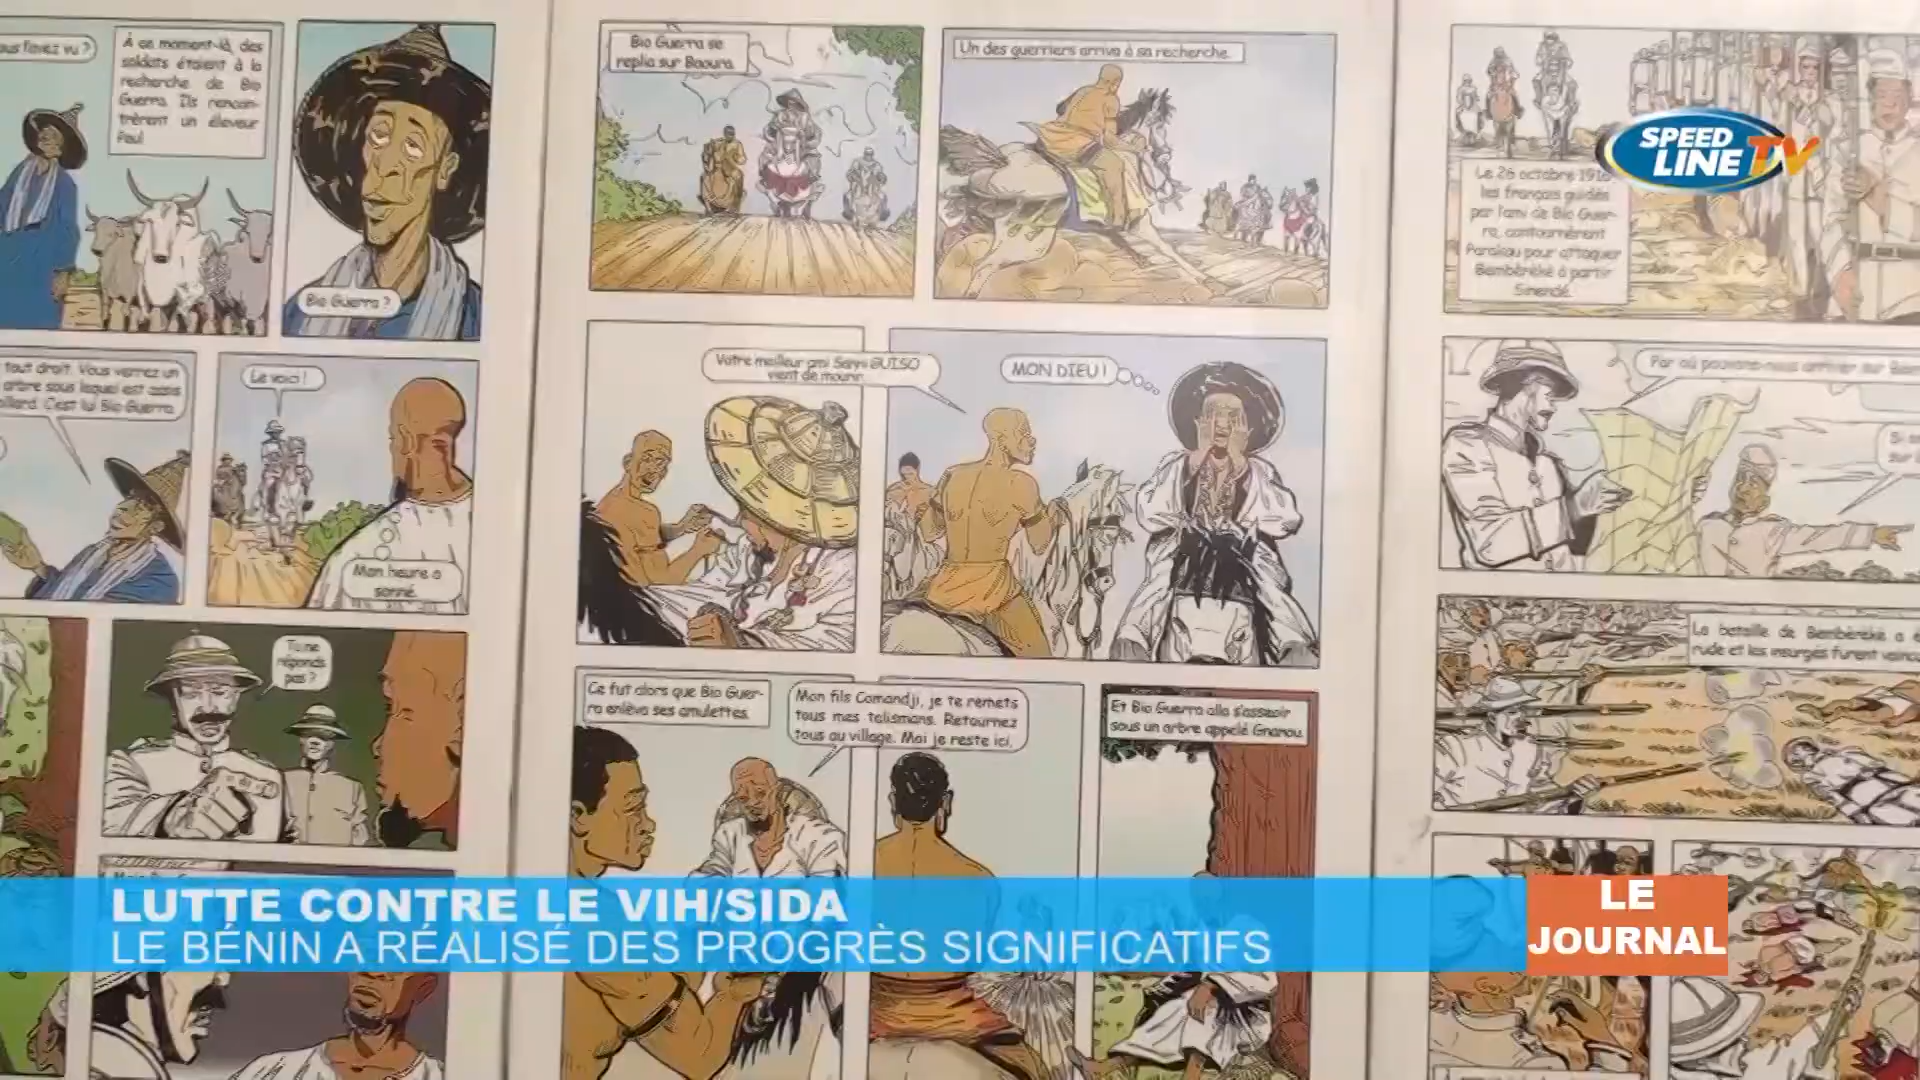 ous l'avez vu ?
À ce moment-là, des
soldats étaient à la
recherche de Bio
Guerra. Ils rencon-
trèrent un éleveur
Peul
Bio Guerra ?
tout droit. Vous verrez un
arbre sous lequel est assis
ollard. C'est lui Bio Guerra.
Le voici !
Mon heure a
sonné.
Tu ne
réponds
pas ?
Bio Guerra se
replia sur Baoura.
Un des guerriers arriva à sa recherche.
Votre meilleur ami Sanni GUISO
vient de mourir.
MON DIEU !
Ce fut alors que Bio Guer-
ra enlèva ses amulettes.
Mon fils Comandji, je te remets
tous mes talismans. Retournez
tous au village. Moi je reste ici.
Et Bio Guerra alla s'asseoir
sous un arbre appelé Gnanou.
SPEED
LINE TV
Le 26 octobre 1916
les français guidés
par l'ami de Bio Guer-
ra, contournèrent
Parakou pour attaquer
Bembèrèkè à partir
Sinendé.
Par où pouvons-nous arriver sur
La bataille de Bembèrèkè a é
rude et les insurgés furent vaincu
LUTTE CONTRE LE VIH/SIDA
LE BÉNIN A RÉALISÉ DES PROGRÈS SIGNIFICATIFS
LE
JOURNAL